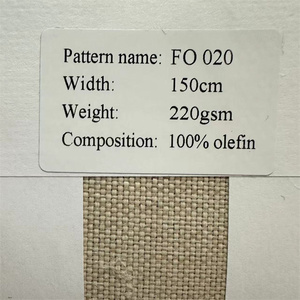 Pattern name: FO 020
Width: 150cm
Weight: 220gsm
Composition: 100% olefin